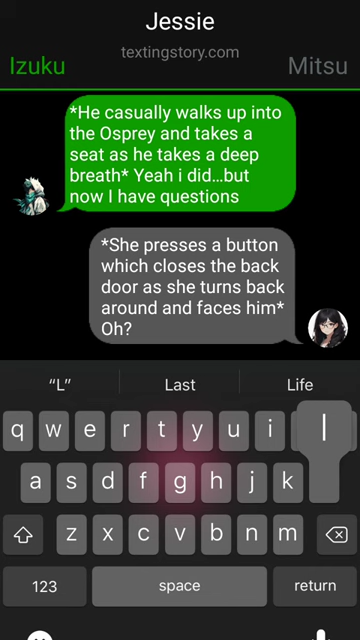 Jessie
textingstory.com
Izuku
Mitsu
*He casually walks up into
the Osprey and takes a
seat as he takes a deep
breath* Yeah i did...but
now I have questions
*She presses a button
which closes the back
door as she turns back
around and faces him*
Oh?
“L”
Last
Life
q w e r t y u i l
a s d f g h j k
z x c v b n m
123
space
return